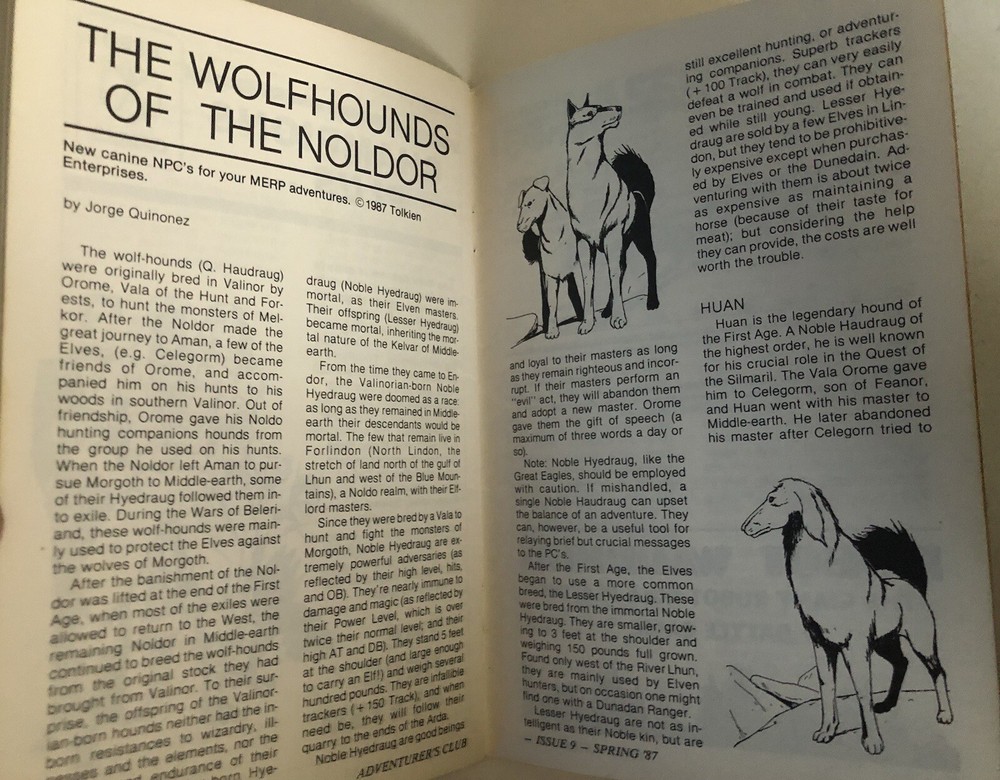 THE WOLFHOUNDS
OF THE NOLDOR
New canine NPC's for your MERP adventures. ©1987 Tolkien
Enterprises.
by Jorge Quinonez
The wolf-hounds (Q. Haudraug)
were originally bred in Valinor by
Orome, Vala of the Hunt and For-
ests, to hunt the monsters of Mel-
kor. After the Noldor made the
great journey to Aman, a few of the
Elves, (e.g. Celegorm) became
friends of Orome, and accom-
panied him on his hunts to his
woods in southern Valinor. Out of
friendship, Orome gave his Noldo
hunting companions hounds from
the group he used on his hunts.
When the Noldor left Aman to pur-
sue Morgoth to Middle-earth, some
of their Hyedraug followed them in-
to exile. During the Wars of Beleri-
and, these wolf-hounds were main-
ly used to protect the Elves against
the wolves of Morgoth.
After the banishment of the Nol-
dor was lifted at the end of the First
Age, when most of the exiles were
allowed to return to the West, the
remaining Noldor in Middle-earth
continued to breed the wolf-hounds
from the original stock they had
brought from Valinor. To their sur-
prise, the offspring of the Valinor-
ian-born hounds neither had the in-
born resistances to wizardry, ill-
nesses and the elements, nor the
endurance of their
born Hye-
draug (Noble Hyedraug) were im-
mortal, as their Elven masters.
Their offspring (Lesser Hyedraug)
became mortal, inheriting the mor-
tal nature of the Kelvar of Middle-
earth.
From the time they came to En-
dor, the Valinorian-born Noble
Hyedraug were doomed as a race:
as long as they remained in Middle-
earth their descendants would be
mortal. The few that remain live in
Forlindon (North Lindon, the
stretch of land north of the gulf of
Lhun and west of the Blue Moun-
tains), a Noldo realm, with their Elf-
lord masters.
Since they were bred by a Vala to
hunt and fight the monsters of
Morgoth, Noble Hyedraug are ex-
tremely powerful adversaries (as
reflected by their high level, hits,
and OB). They're nearly immune to
damage and magic (as reflected by
their Power Level, which is over
twice their normal level; and their
high AT and DB). They stand 5 feet
at the shoulder (and large enough
to carry an Elf!) and weigh several
hundred pounds. They are infallible
trackers (+150 Track), and when
need be, they will follow their
quarry to the ends of the Arda.
Noble Hyedraug are good beings
ADVENTURER'S CLUB
and loyal to their masters as long
as they remain righteous and incor-
rupt. If their masters perform an
"evil" act, they will abandon them
and adopt a new master. Orome
gave them the gift of speech (a
maximum of three words a day or
so).
Note: Noble Hyedraug, like the
Great Eagles, should be employed
with caution. If mishandled, a
single Noble Haudraug can upset
the balance of an adventure. They
can, however, be a useful tool for
relaying brief but crucial messages
to the PC's.
After the First Age, the Elves
began to use a more common
breed, the Lesser Hyedraug. These
were bred from the immortal Noble
Hyedraug. They are smaller, grow-
ing to 3 feet at the shoulder and
weighing 150 pounds full grown.
Found only west of the River Lhun,
they are mainly used by Elven
hunters, but on occasion one might
find one with a Dunadan Ranger.
Lesser Hyedraug are not as in-
telligent as their Noble kin, but are
- ISSUE 9 - SPRING '87
still excellent hunting, or adventur-
ing companions. Superb trackers
(+100 Track), they can very easily
defeat a wolf in combat. They can
even be trained and used if obtain-
ed while still young. Lesser Hye-
draug are sold by a few Elves in Lin-
don, but they tend to be prohibitive-
ly expensive except when purchas-
ed by Elves or the Dunedain. Ad-
venturing with them is about twice
as expensive as maintaining a
horse (because of their taste for
meat); but considering the help
they can provide, the costs are well
worth the trouble.
HUAN
Huan is the legendary hound of
the First Age. A Noble Haudraug of
the highest order, he is well known
for his crucial role in the Quest of
the Silmaril. The Vala Orome gave
him to Celegorm, son of Feanor,
and Huan went with his master to
Middle-earth. He later abandoned
his master after Celegorn tried to